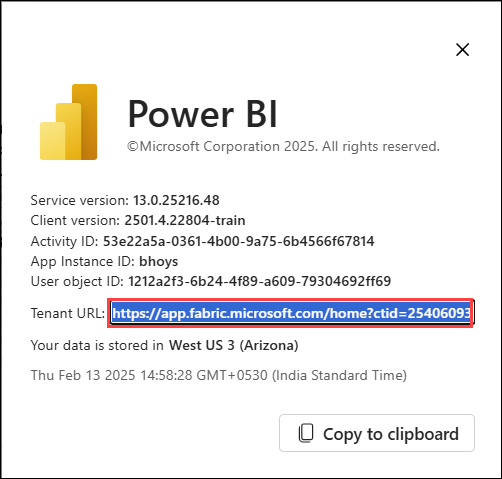 Power BI
©Microsoft Corporation 2025. All rights reserved.
Service version: 13.0.25216.48
Client version: 2501.4.22804-train
Activity ID: 53e22a5a-0361-4b00-9a75-6b4566f67814
App Instance ID: bhoys
User object ID: 1212a2f3-6b24-4f89-a609-79304692ff69
Tenant URL: https://app.fabric.microsoft.com/home?ctid=25406093
Your data is stored in West US 3 (Arizona)
Thu Feb 13 2025 14:58:28 GMT+0530 (India Standard Time)
Copy to clipboard